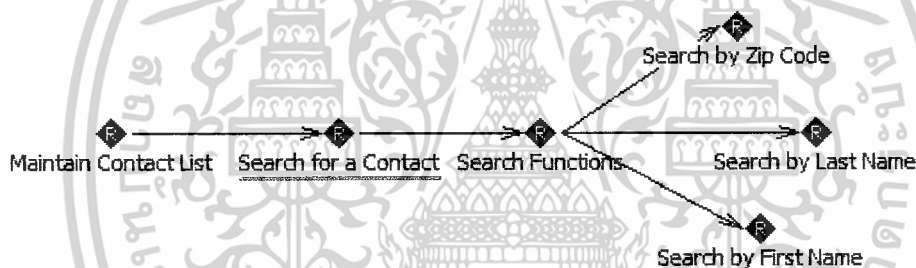 R
Search by Zip Code
R
R
R
R
Maintain Contact List
Search for a Contact
Search Functions
Search by Last Name
R
Search by First Name